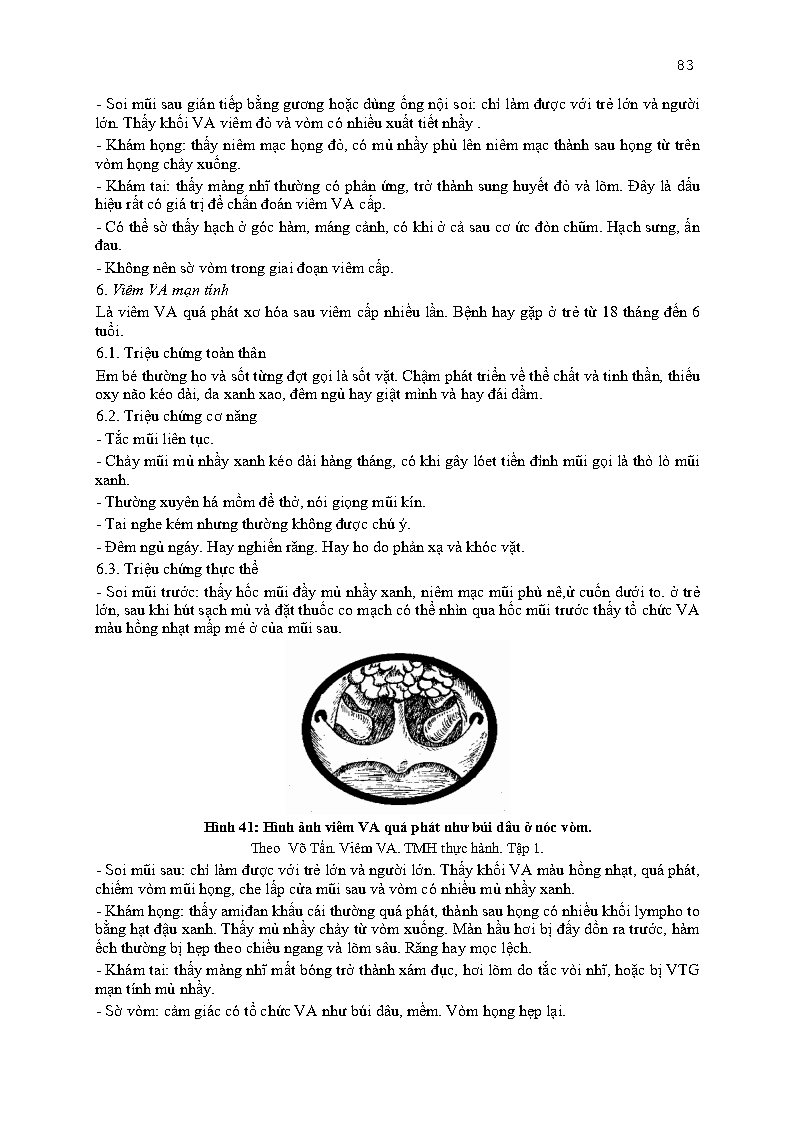 83
- Soi mũi sau gián tiếp bằng gương hoặc dùng ống nội soi: chỉ làm được với trẻ lớn và người
lớn. Thấy khối VA viêm đỏ và vòm có nhiều xuất tiết nhầy .
- Khám họng: thấy niêm mạc họng đỏ, có mủ nhầy phủ lên niêm mạc thành sau họng từ trên
vòm họng chảy xuống.
- Khám tai: thấy màng nhĩ thường có phản ứng, trở thành sung huyết đỏ và lõm. Đây là dấu
hiệu rất có giá trị để chẩn đoán viêm VA cấp.
- Có thể sờ thấy hạch ở góc hàm, máng cảnh, có khi ở cả sau cơ ức đòn chũm. Hạch sưng, ấn
đau.
- Không nên sờ vòm trong giai đoạn viêm cấp.
6. Viêm VA mạn tính
Là viêm VA quá phát xơ hóa sau viêm cấp nhiều lần. Bệnh hay gặp ở trẻ từ 18 tháng đến 6
tuổi.
6.1. Triệu chứng toàn thân
Em bé thường ho và sốt từng đợt gọi là sốt vặt. Chậm phát triển về thể chất và tinh thần, thiếu
oxy não kéo dài, da xanh xao, đêm ngủ hay giật mình và hay đái dầm.
6.2. Triệu chứng cơ năng
- Tắc mũi liên tục.
- Chảy mũi mủ nhầy xanh kéo dài hàng tháng, có khi gây lóet tiền đình mũi gọi là thò lò mũi
xanh.
- Thường xuyên há mồm để thở, nói giọng mũi kín.
- Tai nghe kém nhưng thường không được chú ý.
- Đêm ngủ ngáy. Hay nghiến răng. Hay ho do phản xạ và khóc vặt.
6.3. Triệu chứng thực thể
- Soi mũi trước: thấy hốc mũi đầy mủ nhầy xanh, niêm mạc mũi phù nê,ử cuốn dưới to. ở trẻ
lớn, sau khi hút sạch mủ và đặt thuốc co mạch có thể nhìn qua hốc mũi trước thấy tổ chức VA
màu hồng nhạt mấp mé ở của mũi sau.
Hình 41: Hình ảnh viêm VA quá phát như búi dâu ở nóc vòm.
Theo Võ Tấn. Viêm VA. TMH thực hành. Tập 1.
- Soi mũi sau: chỉ làm được với trẻ lớn và người lớn. Thấy khối VA màu hồng nhạt, quá phát,
chiếm vòm mũi họng, che lấp cửa mũi sau và vòm có nhiều mủ nhầy xanh.
- Khám họng: thấy amiđan khẩu cái thường quá phát, thành sau họng có nhiều khối lympho to
bằng hạt đậu xanh. Thấy mủ nhầy chảy từ vòm xuống. Màn hầu hơi bị đẩy dồn ra trước, hàm
ếch thường bị hẹp theo chiều ngang và lõm sâu. Răng hay mọc lệch.
- Khám tai: thấy màng nhĩ mất bóng trở thành xám đục, hơi lõm do tắc vòi nhĩ, hoặc bị VTG
mạn tính mủ nhầy.
- Sờ vòm: cảm giác có tổ chức VA như búi dâu, mềm. Vòm họng hẹp lại.